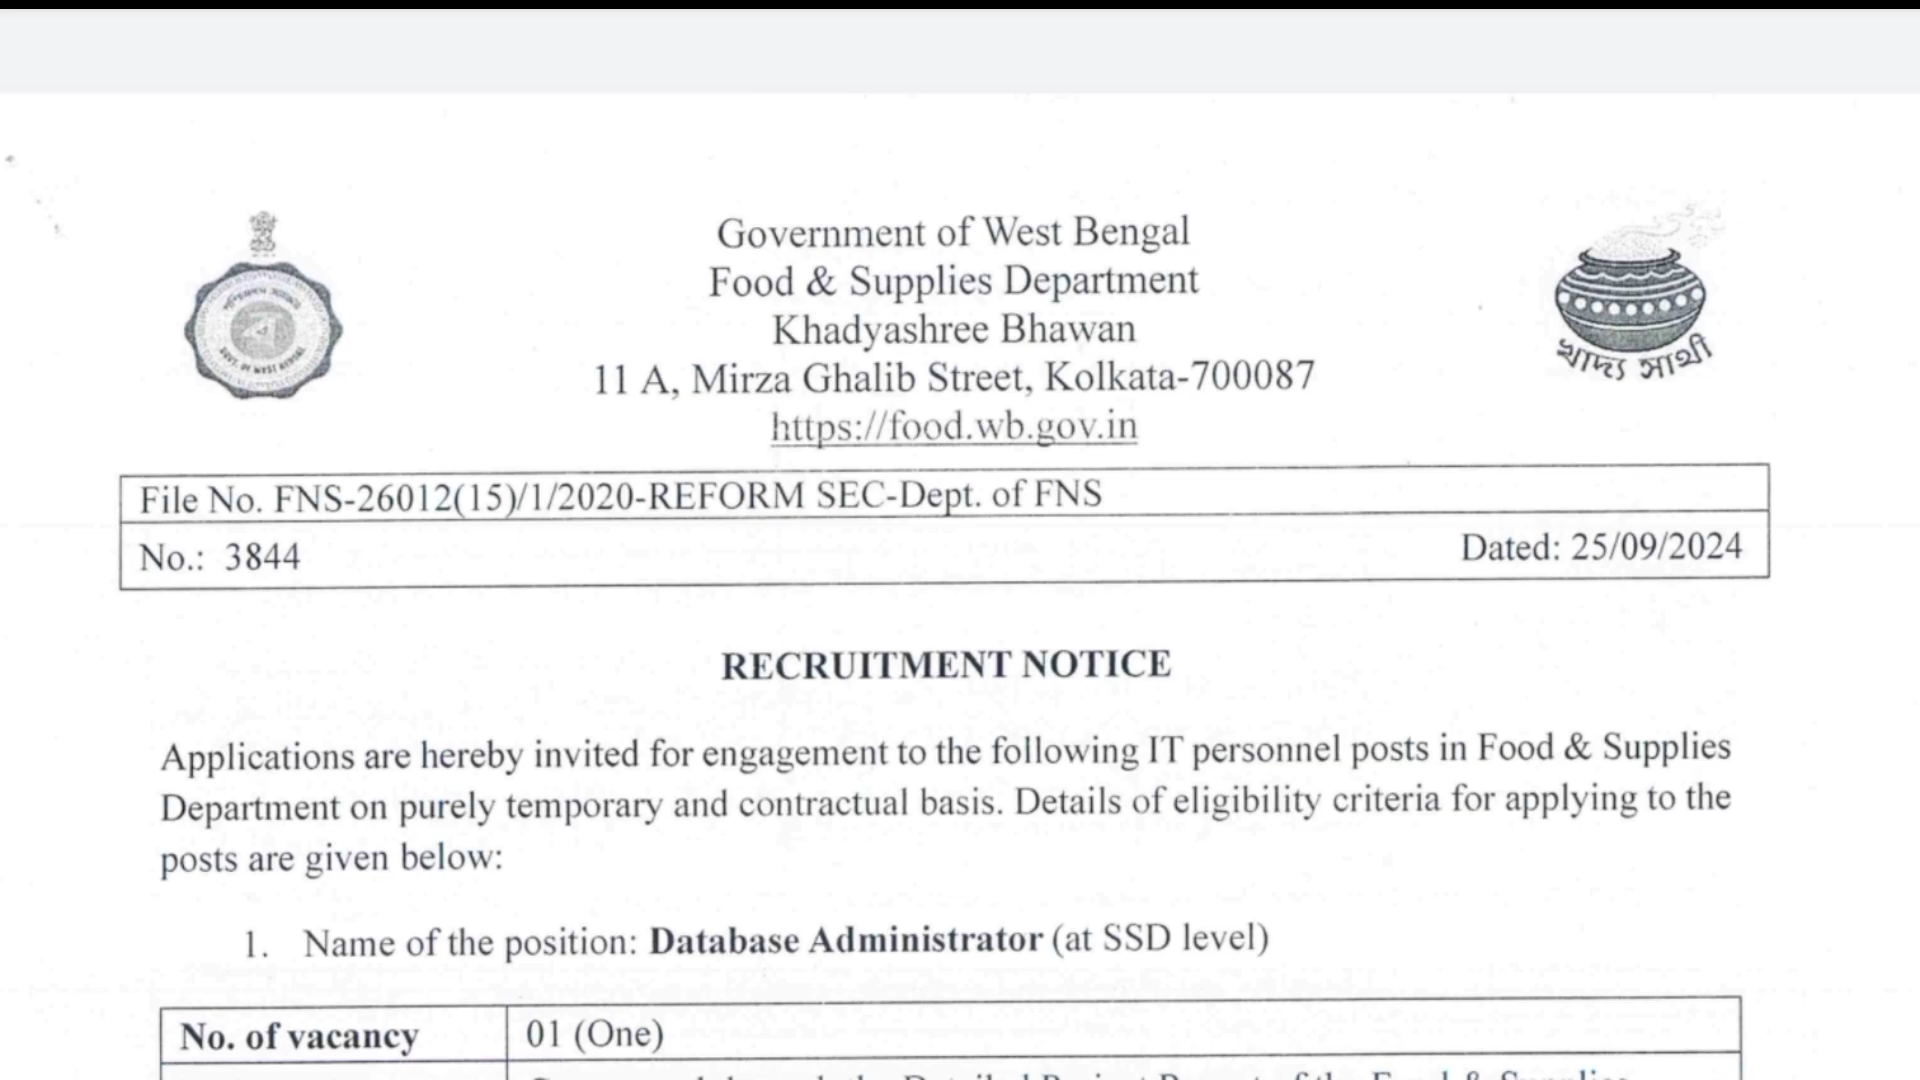 Government of West Bengal
Food & Supplies Department
Khadyashree Bhawan
11 A, Mirza Ghalib Street, Kolkata-700087
https://food.wb.gov.in
GOVT. OF WEST BENGAL
খাদ্য সাথী
File No. FNS-26012(15)/1/2020-REFORM SEC-Dept. of FNS
No.: 3844 Dated: 25/09/2024
RECRUITMENT NOTICE
Applications are hereby invited for engagement to the following IT personnel posts in Food & Supplies
Department on purely temporary and contractual basis. Details of eligibility criteria for applying to the
posts are given below:
1. Name of the position: Database Administrator (at SSD level)
No. of vacancy 01 (One)